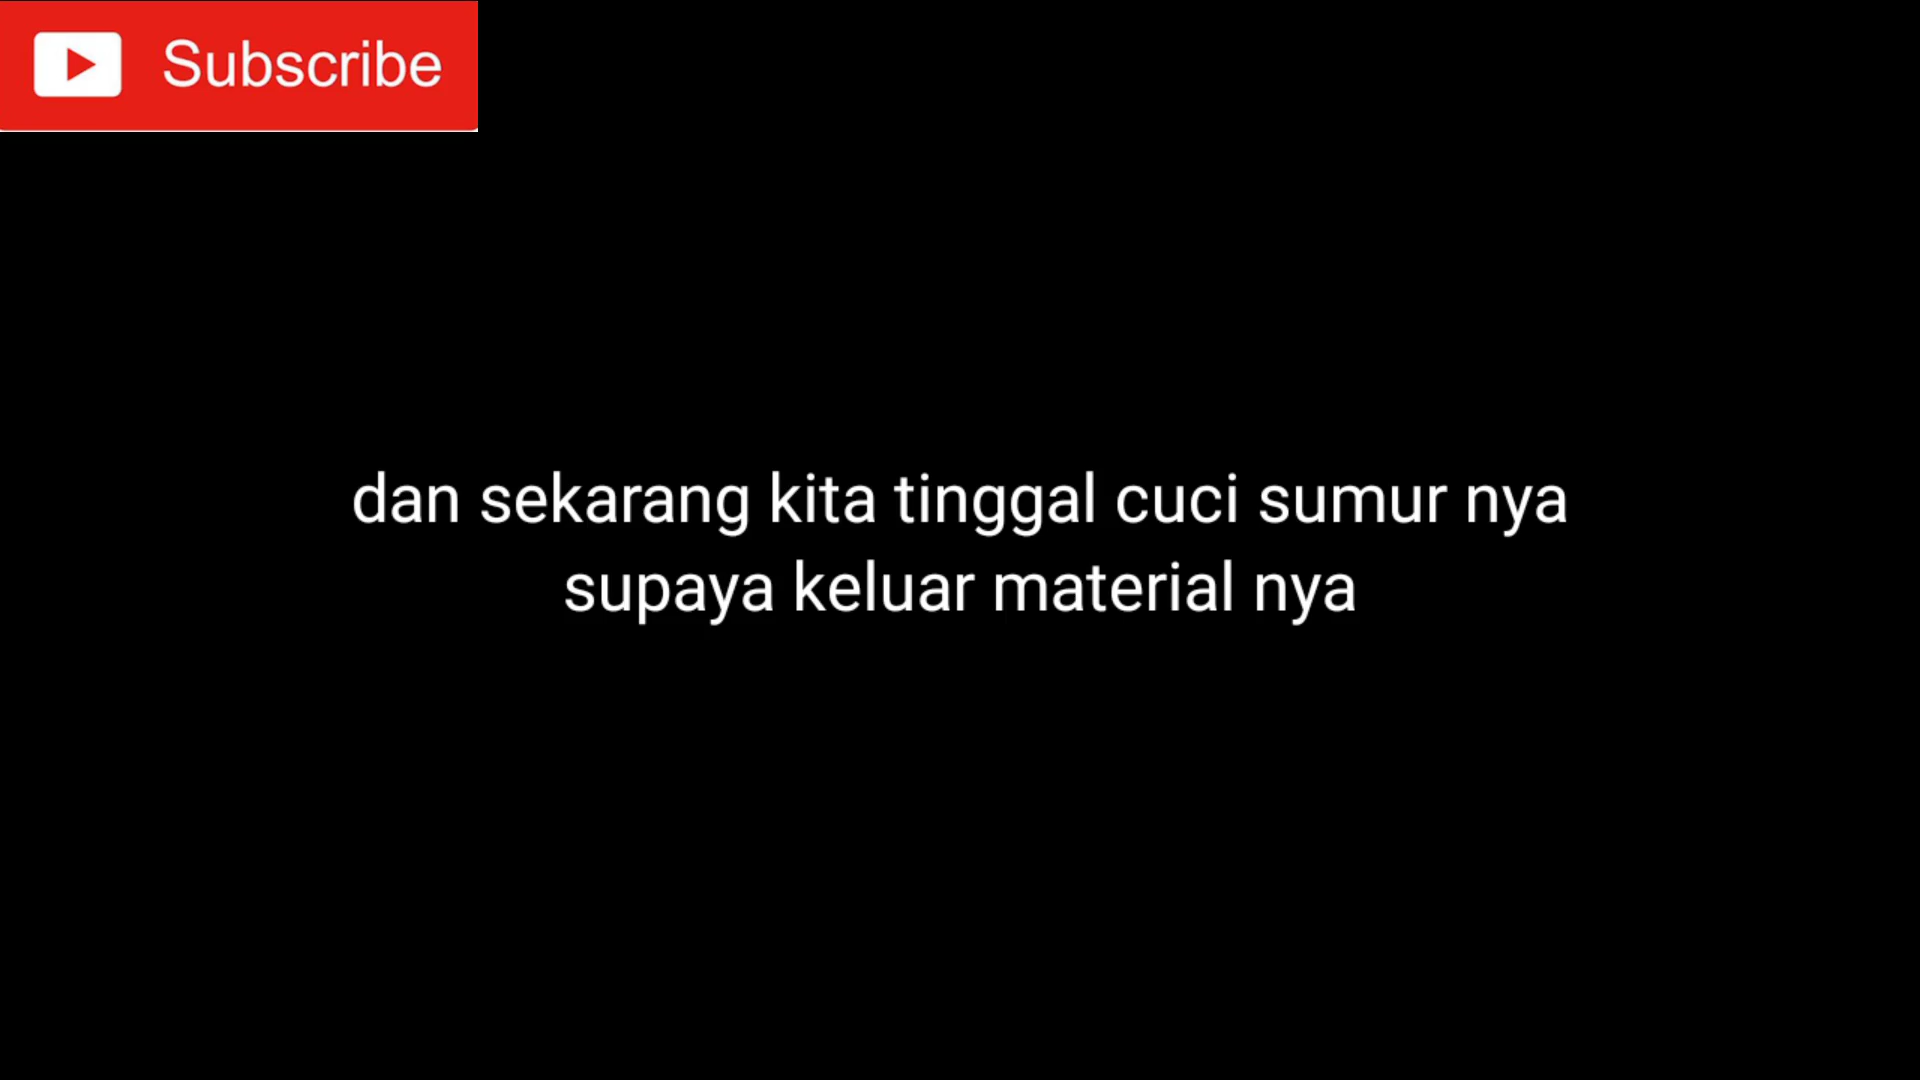 Subscribe
dan sekarang kita tinggal cuci sumur nya
supaya keluar material nya